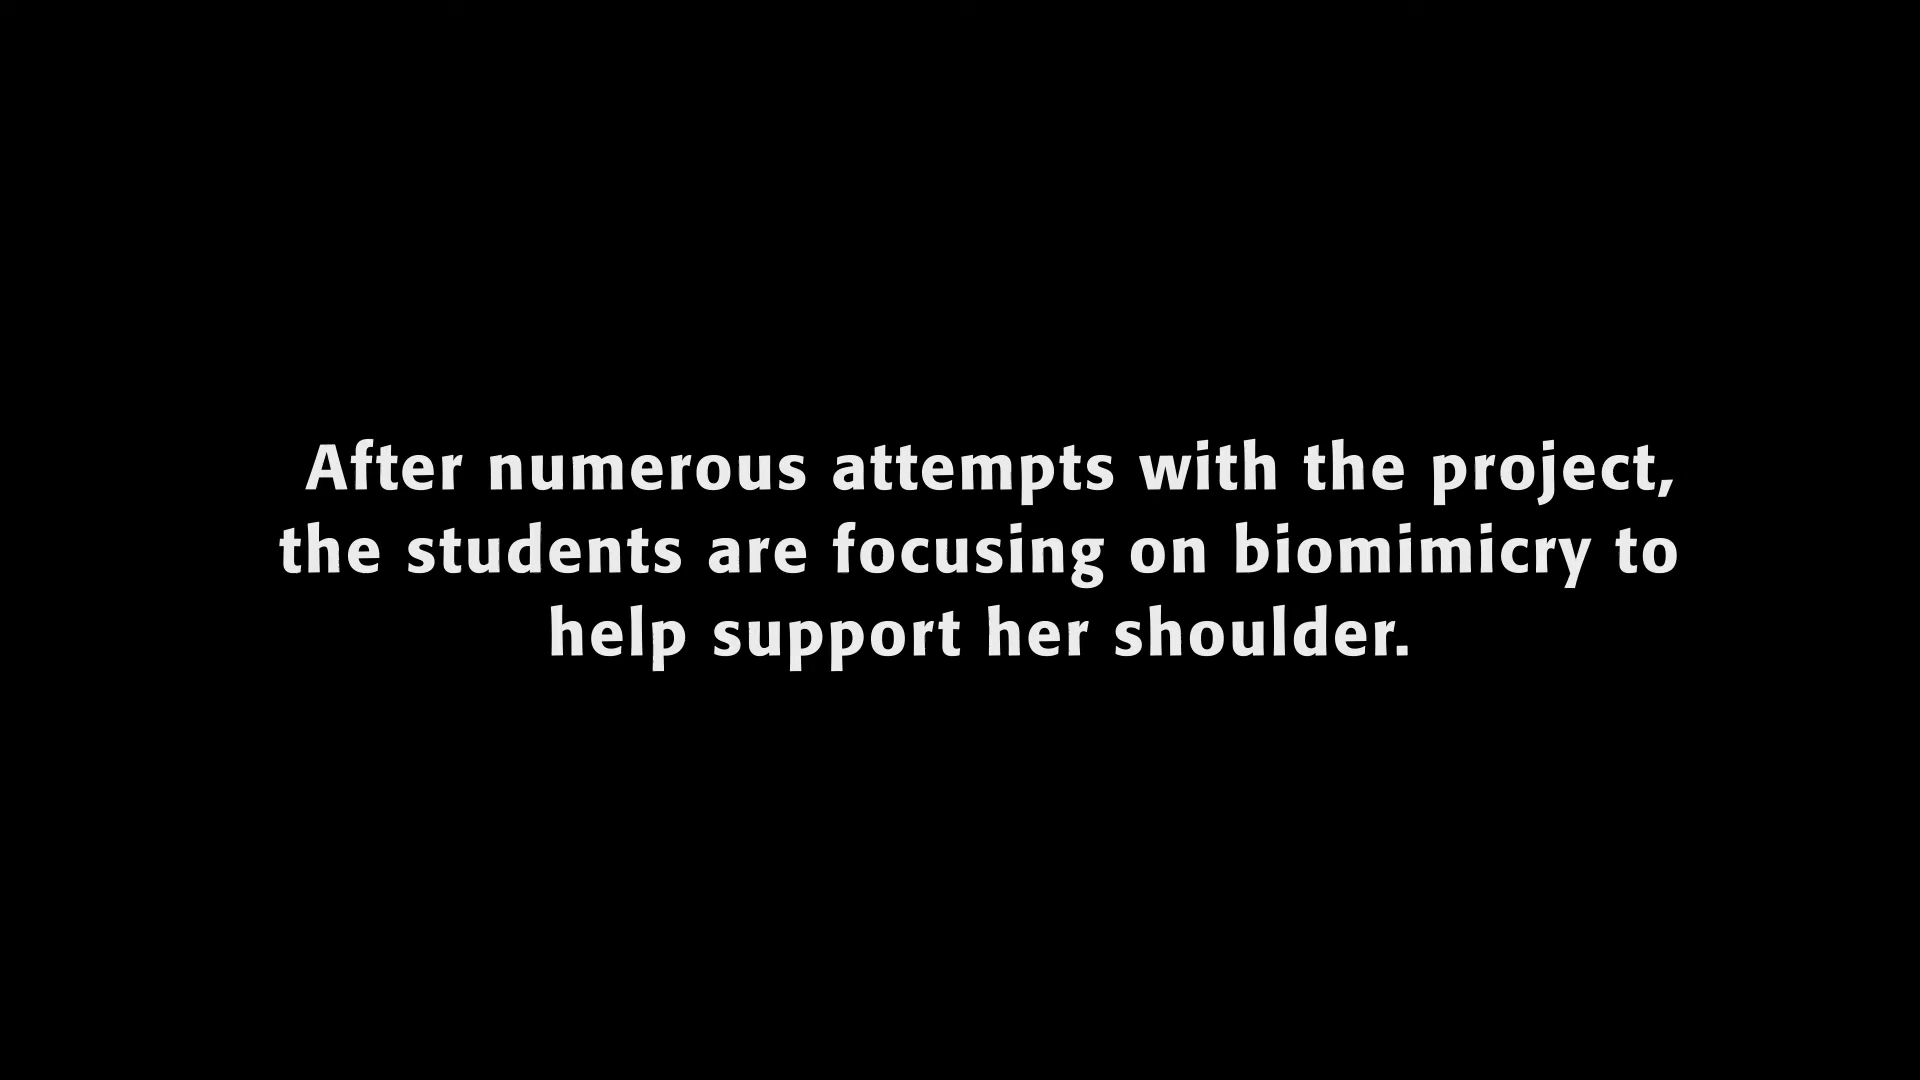 After numerous attempts with the project,
the students are focusing on biomimicry to
help support her shoulder.